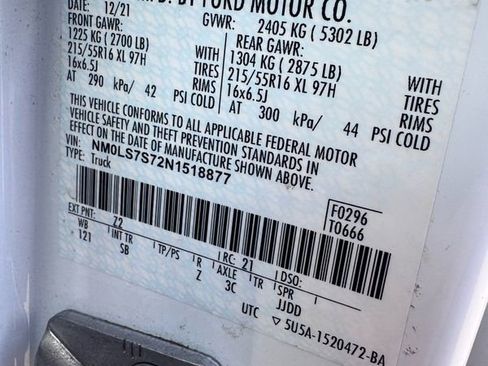 MFD. BY FORD MOTOR CO.
12/21 GVWR: 2405 KG ( 5302 LB)
FRONT GAWR: REAR GAWR:
1225 KG ( 2700 LB) WITH 1304 KG ( 2875 LB) WITH
215/55R16 XL 97H TIRES 215/55R16 XL 97H TIRES
16x6.5J RIMS 16x6.5J RIMS
AT 290 kPa/ 42 PSI COLD AT 300 kPa/ 44 PSI COLD
THIS VEHICLE CONFORMS TO ALL APPLICABLE FEDERAL MOTOR
VEHICLE SAFETY AND THEFT PREVENTION STANDARDS IN
EFFECT ON THE DATE OF MANUFACTURE SHOWN ABOVE.
VIN: NM0LS7S72N1518877
TYPE: Truck
F0296
T0666
EXT PNT: Z2 RC: 21 DSO:
WB INT TR TP/PS R AXLE TR SPR
121 SB Z 3C JJDD
UTC ▽5U5A-1520472-BA